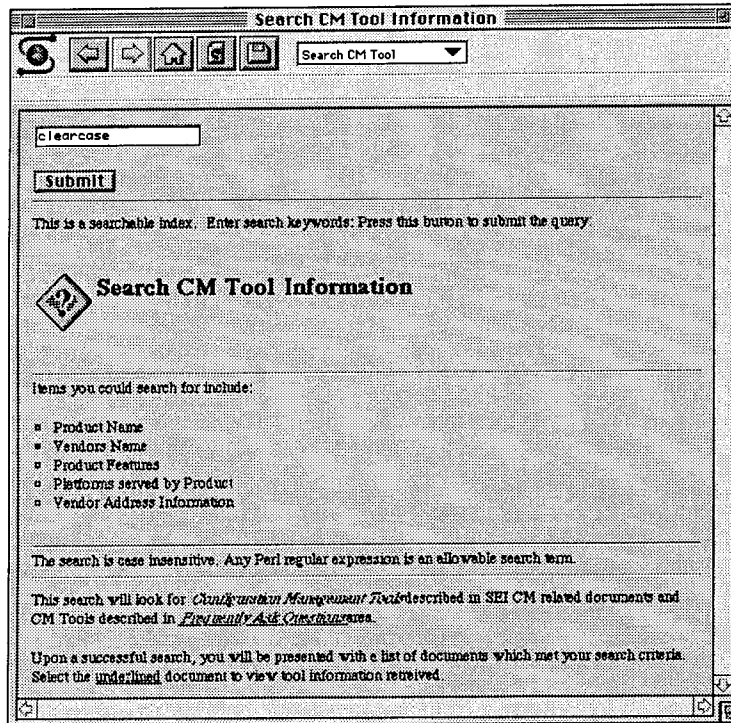 Search CM Tool Information
Search CM Tool
clearcase
Submit
This is a searchable index. Enter search keywords: Press this button to submit the query:
Search CM Tool Information
Items you could search for include:
Product Name
Vendors Name
Product Features
Platforms served by Product
Vendor Address Information
The search is case insensitive. Any Perl regular expression is an allowable search term.
This search will look for Configuration Management Tools described in SEI CM related documents and
CM Tools described in Frequently Ask Questions area.
Upon a successful search, you will be presented with a list of documents which met your search criteria.
Select the underlined document to view tool information retreived.